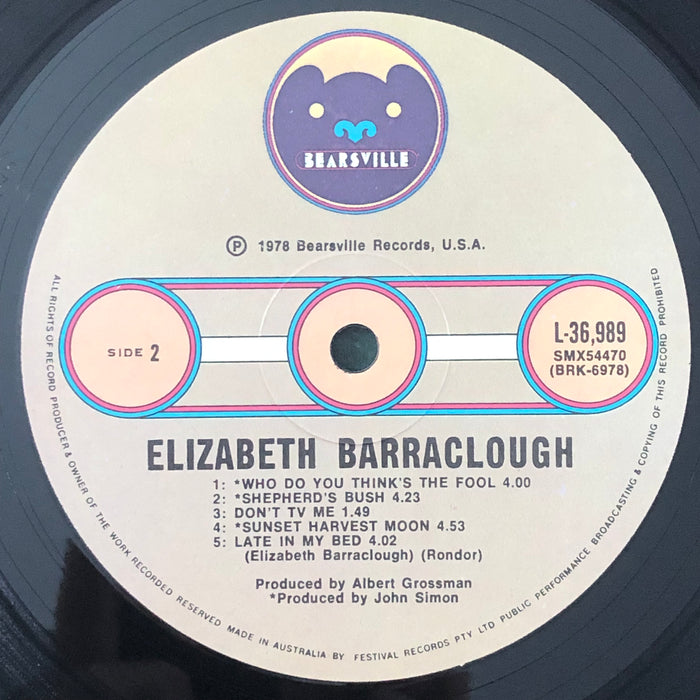 BEARSVILLE
℗ 1978 Bearsville Records, U.S.A.
SIDE 2
L-36,989
SMX54470
(BRK-6978)
ELIZABETH BARRACLOUGH
1: *WHO DO YOU THINK'S THE FOOL 4.00
2: *SHEPHERD'S BUSH 4.23
3: DON'T TV ME 1.49
4: *SUNSET HARVEST MOON 4.53
5: LATE IN MY BED 4.02
(Elizabeth Barraclough) (Rondor)
Produced by Albert Grossman
*Produced by John Simon
ALL RIGHTS OF RECORD PRODUCER & OWNER OF THE WORK RECORDED RESERVED MADE IN AUSTRALIA BY FESTIVAL RECORDS PTY LTD PUBLIC PERFORMANCE BROADCASTING & COPYING OF THIS RECORD PROHIBITED